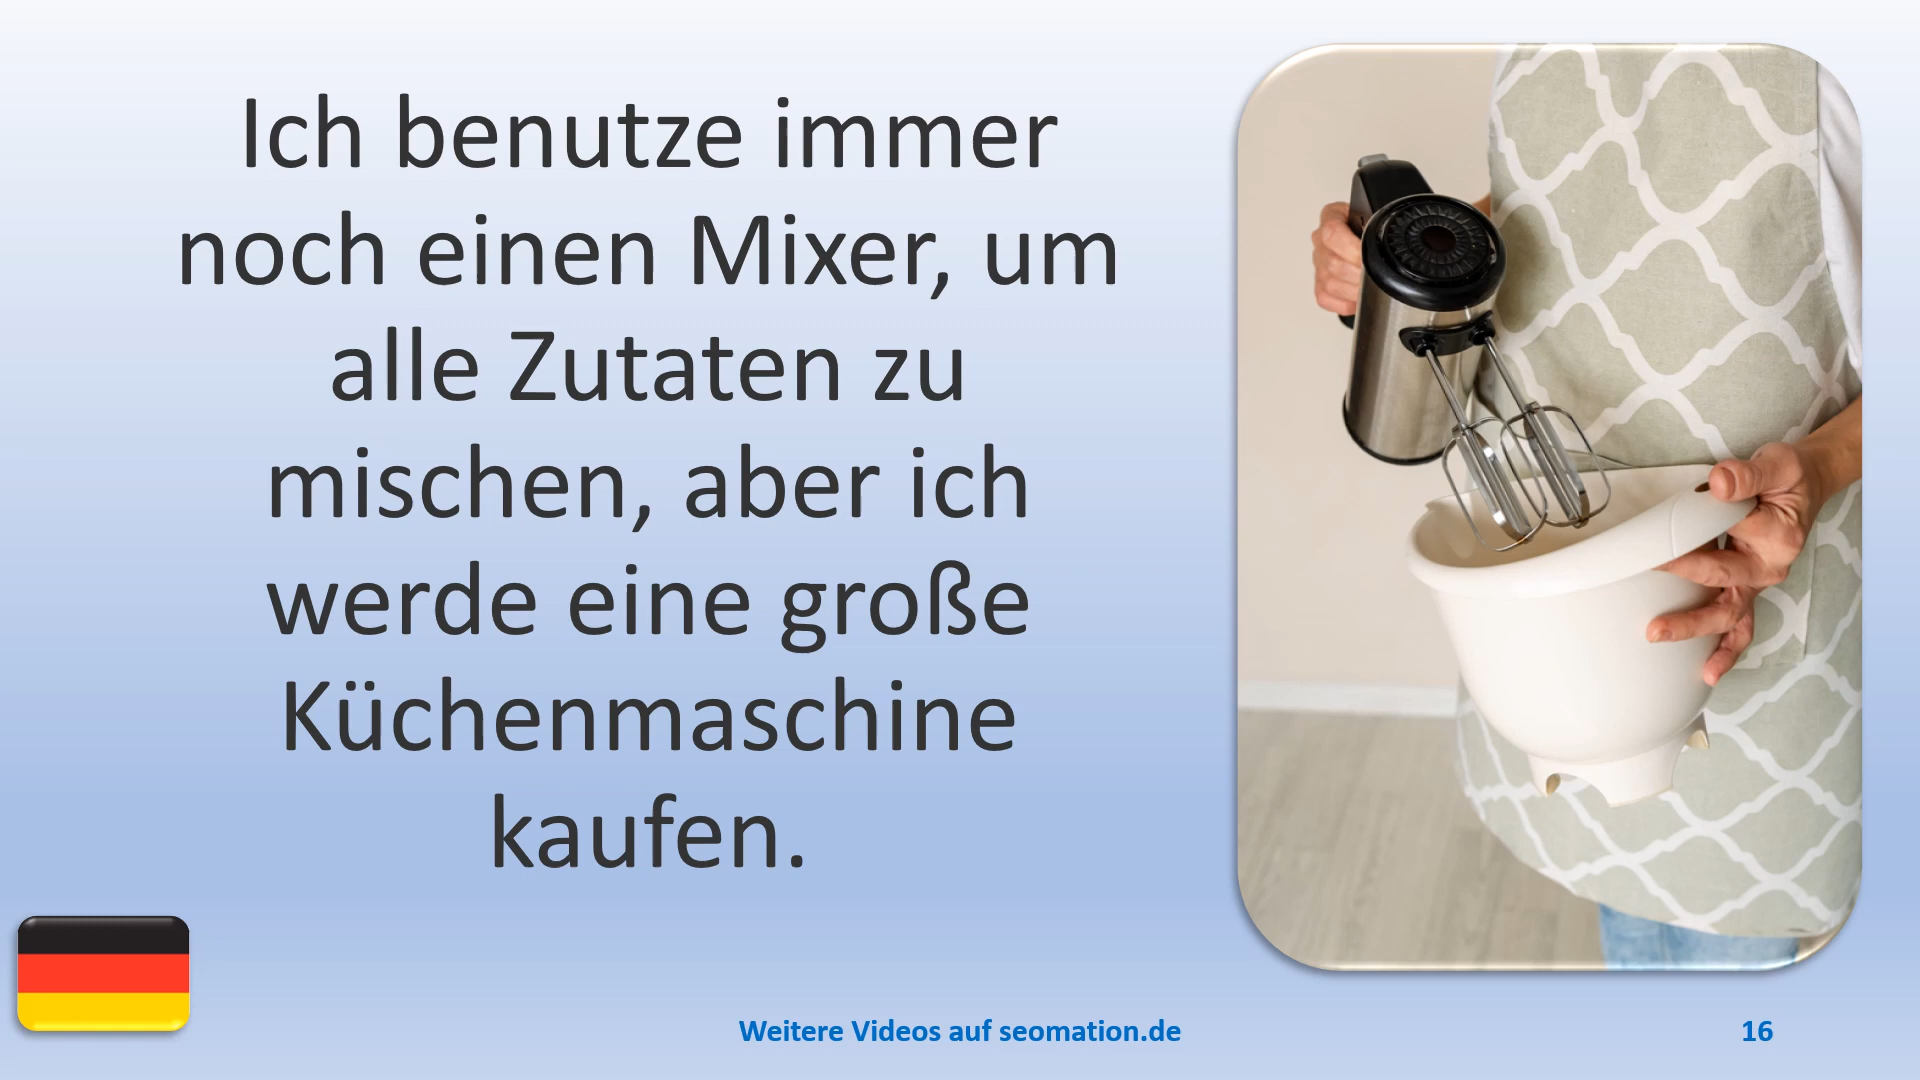 Ich benutze immer
noch einen Mixer, um
alle Zutaten zu
mischen, aber ich
werde eine große
Küchenmaschine
kaufen.
Weitere Videos auf seomation.de
16